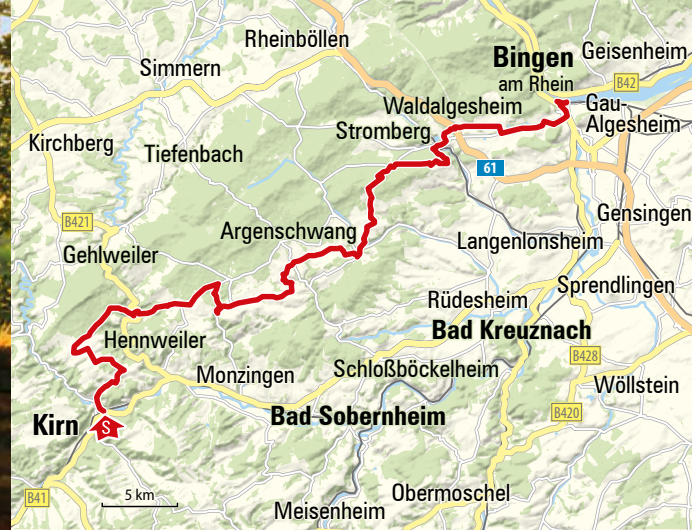 Rheinböllen
Bingen
am Rhein
Geisenheim
Simmern
B42
Waldalgesheim
Gau-
Algesheim
Stromberg
Kirchberg
Tiefenbach
61
B421
Gensingen
Argenschwang
Langenlonsheim
Gehlweiler
Sprendlingen
Rüdesheim
Bad Kreuznach
Hennweiler
B428
Monzingen
Schloßböckelheim
Wöllstein
Kirn
S
Bad Sobernheim
B420
B41
5 km
Obermoschel
Meisenheim